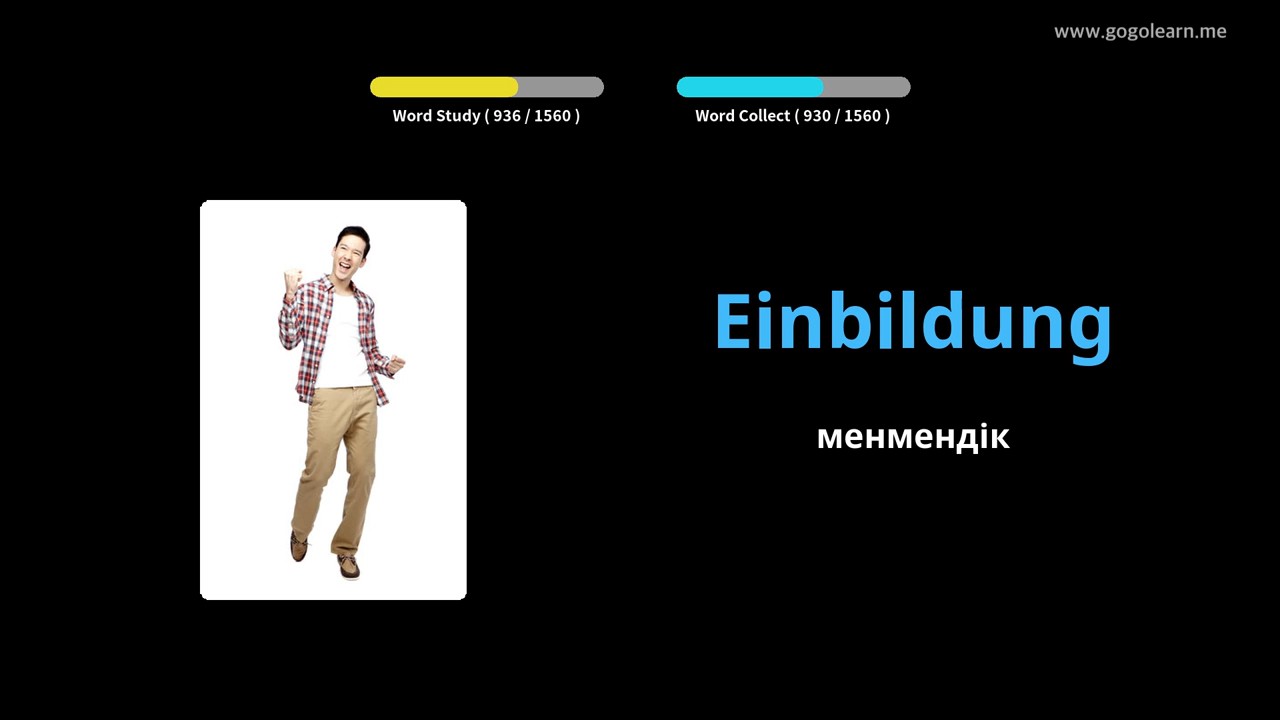 www.gogolearn.me
Word Study ( 936 / 1560 )
Word Collect ( 930 / 1560 )
Einbildung
менмендік